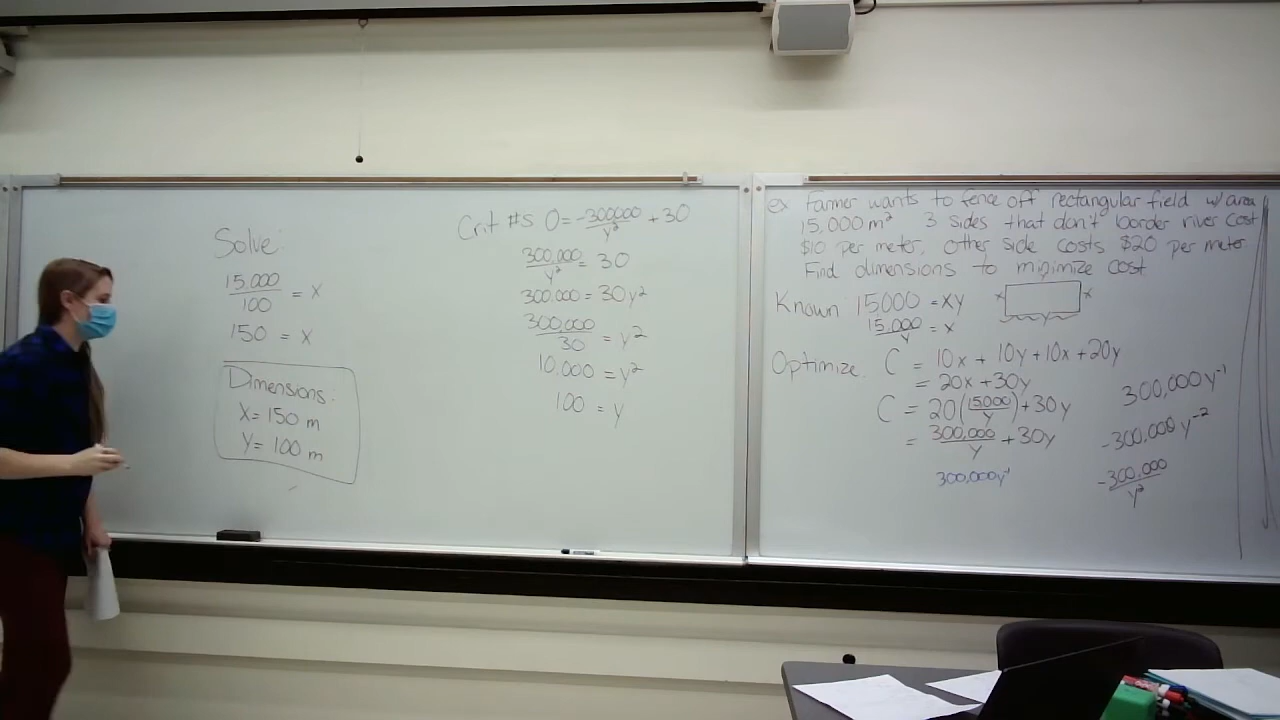 ex Farmer wants to fence off rectangular field w/ area
15,000 m² 3 sides that don't border river cost
$10 per meter. Other side costs $20 per meter
Find dimensions to minimize cost
Known 15000 = xy
x x
y
15,000/y = x
Optimize: C = 10x + 10y + 10x + 20y
= 20x + 30y
C = 20(15000/y) + 30y
= 300,000/y + 30y
300,000y⁻¹
300,000y⁻¹
-300,000y⁻²
-300,000/y²
Crit #s 0 = -300000/y² + 30
300,000/y² = 30
300,000 = 30y²
300,000/30 = y²
10,000 = y²
100 = y
Solve:
15,000/100 = x
150 = x
Dimensions:
x = 150 m
y = 100 m